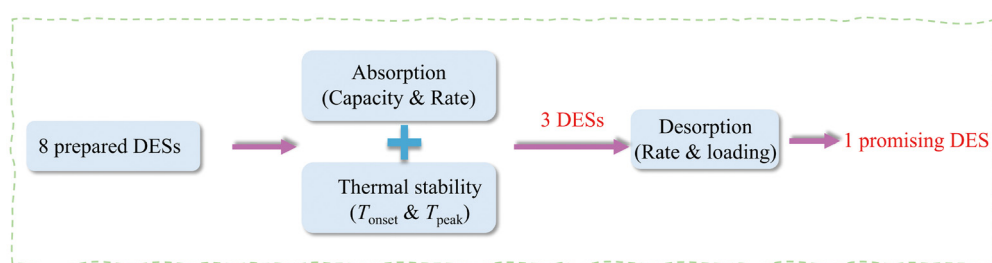 8 prepared DESs
Absorption
(Capacity & Rate)
Thermal stability
(Tonset & Tpeak)
3 DESs
Desorption
(Rate & loading)
1 promising DES